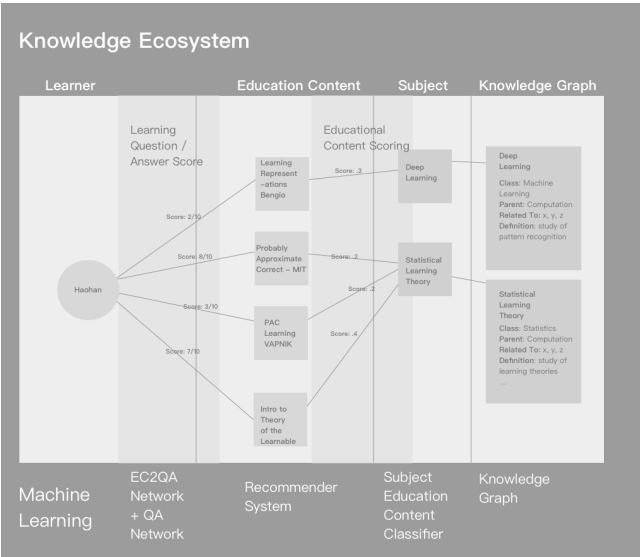 Knowledge Ecosystem
Learner
Education Content
Subject
Knowledge Graph
Learning
Question /
Answer Score
Educational
Content Scoring
Haohan
Score: 2/10
Score: 8/10
Score: 3/10
Score: 7/10
Learning
Represent
-ations
Bengio
Probably
Approximate
Correct - MIT
PAC
Learning
VAPNIK
Intro to
Theory
of the
Learnable
Score: .3
Score: .2
Score: .2
Score: .4
Deep
Learning
Statistical
Learning
Theory
Deep
Learning
Class: Machine
Learning
Parent: Computation
Related To: x, y, z
Definition: study of
pattern recognition
Statistical
Learning
Theory
Class: Statistics
Parent: Computation
Related To: x, y, z
Definition: study of
learning theories
....
Machine
Learning
EC2QA
Network
+ QA
Network
Recommender
System
Subject
Education
Content
Classifier
Knowledge
Graph